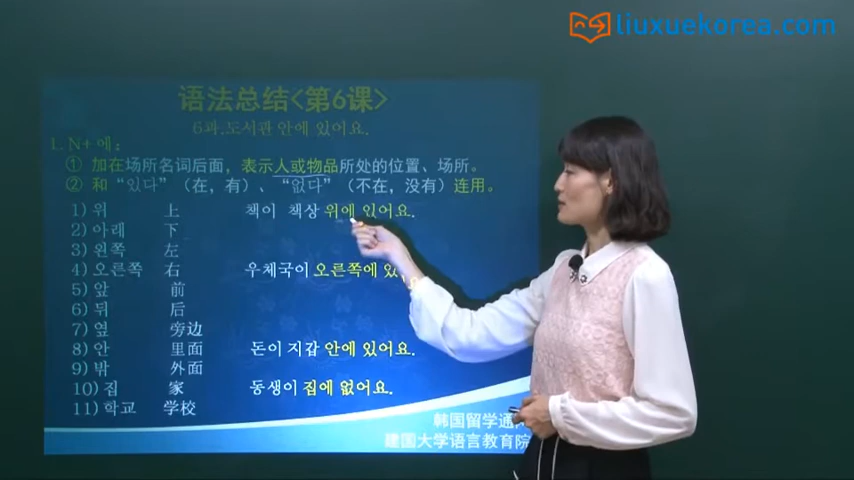 liuxuekorea.com
语法总结<第6课>
6과.도서관 안에 있어요.
1. N+ 에:
① 加在场所名词后面，表示人或物品所处的位置、场所。
② 和 “있다” （在，有）、 “없다” （不在，没有）连用。
1) 위 上 책이 책상 위에 있어요.
2) 아래 下
3) 왼쪽 左
4) 오른쪽 右 우체국이 오른쪽에 있
5) 앞 前
6) 뒤 后
7) 옆 旁边
8) 안 里面 돈이 지갑 안에 있어요.
9) 밖 外面
10) 집 家 동생이 집에 없어요.
11) 학교 学校
韩国留学通
建国大学语言教育院